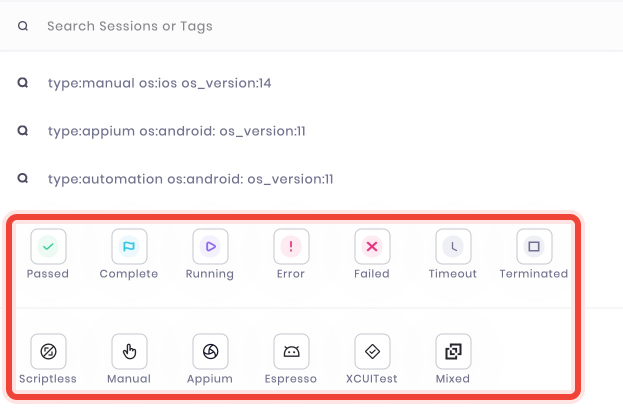 Search Sessions or Tags
type:manual os:ios os_version:14
type:appium os:android: os_version:11
type:automation os:android: os_version:11
Passed Complete Running Error Failed Timeout Terminated
Scriptless Manual Appium Espresso XCUITest Mixed